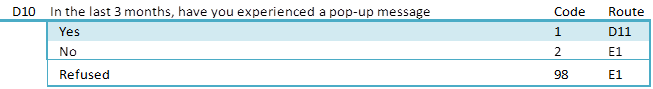 D10 In the last 3 months, have you experienced a pop-up message Code Route
Yes 1 D11
No 2 E1
Refused 98 E1